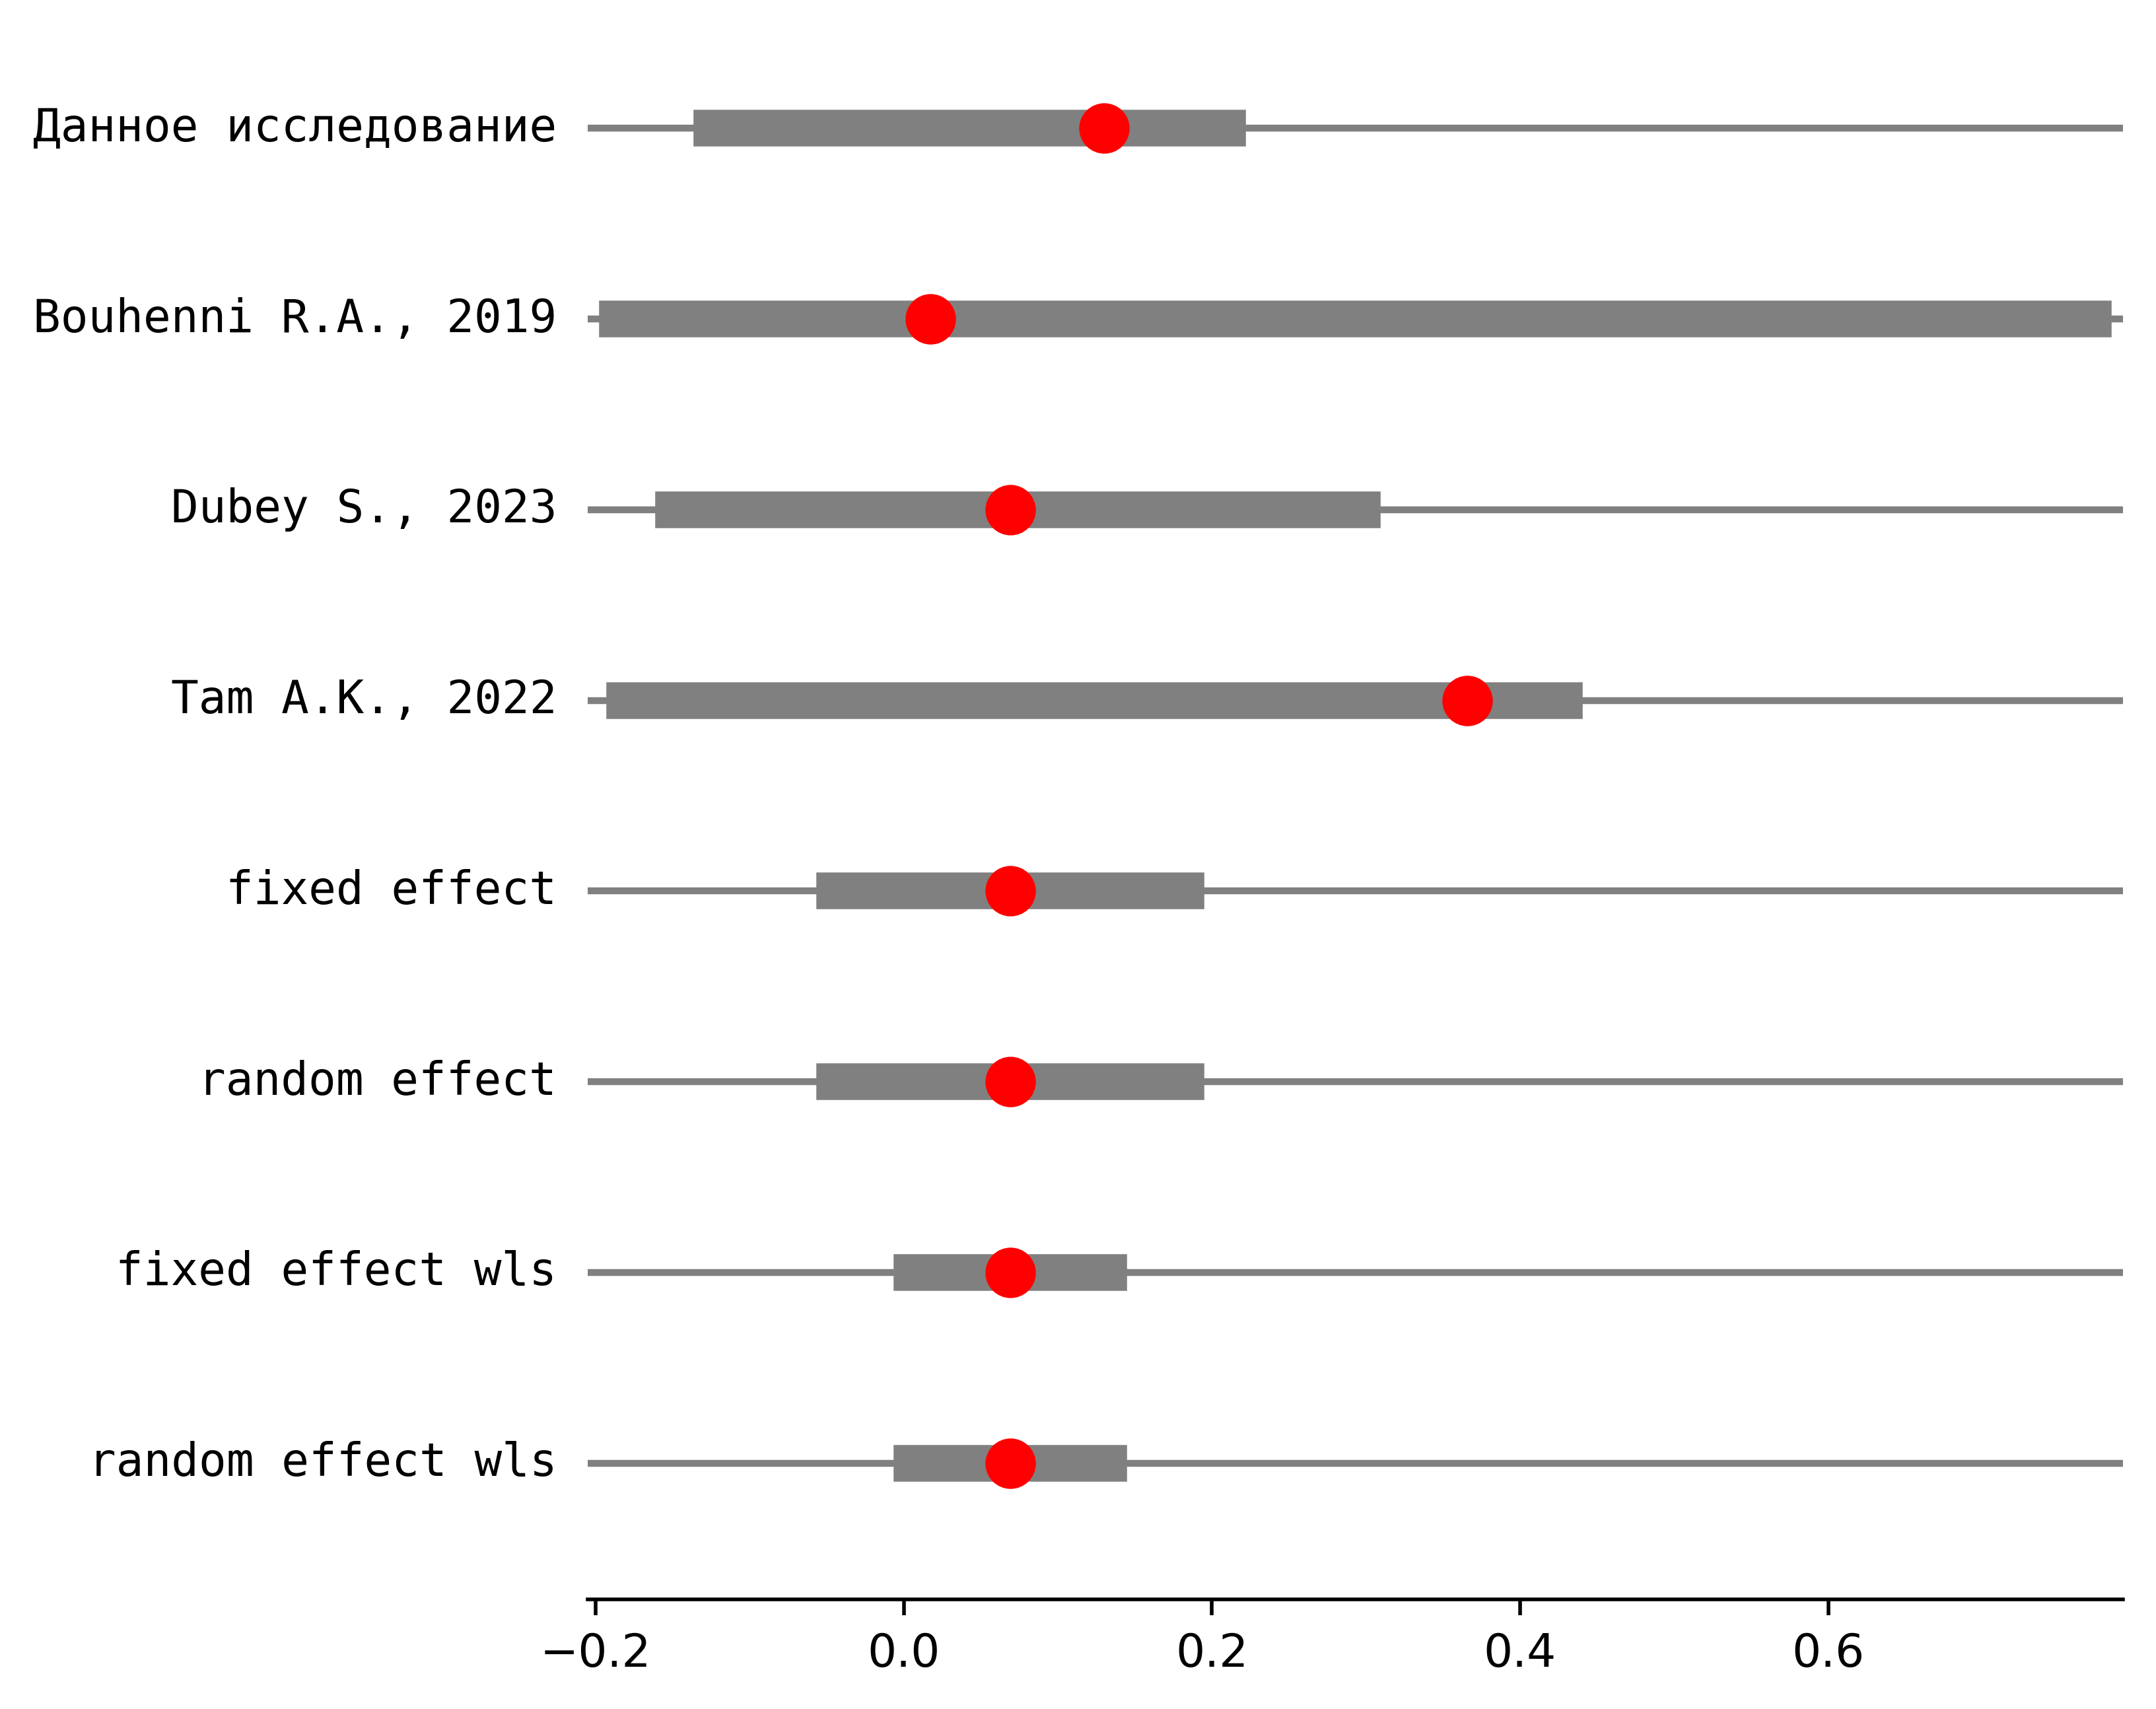 Данное исследование
Bouhenni R.A., 2019
Dubey S., 2023
Tam A.K., 2022
fixed effect
random effect
fixed effect wls
random effect wls
−0.2 0.0 0.2 0.4 0.6